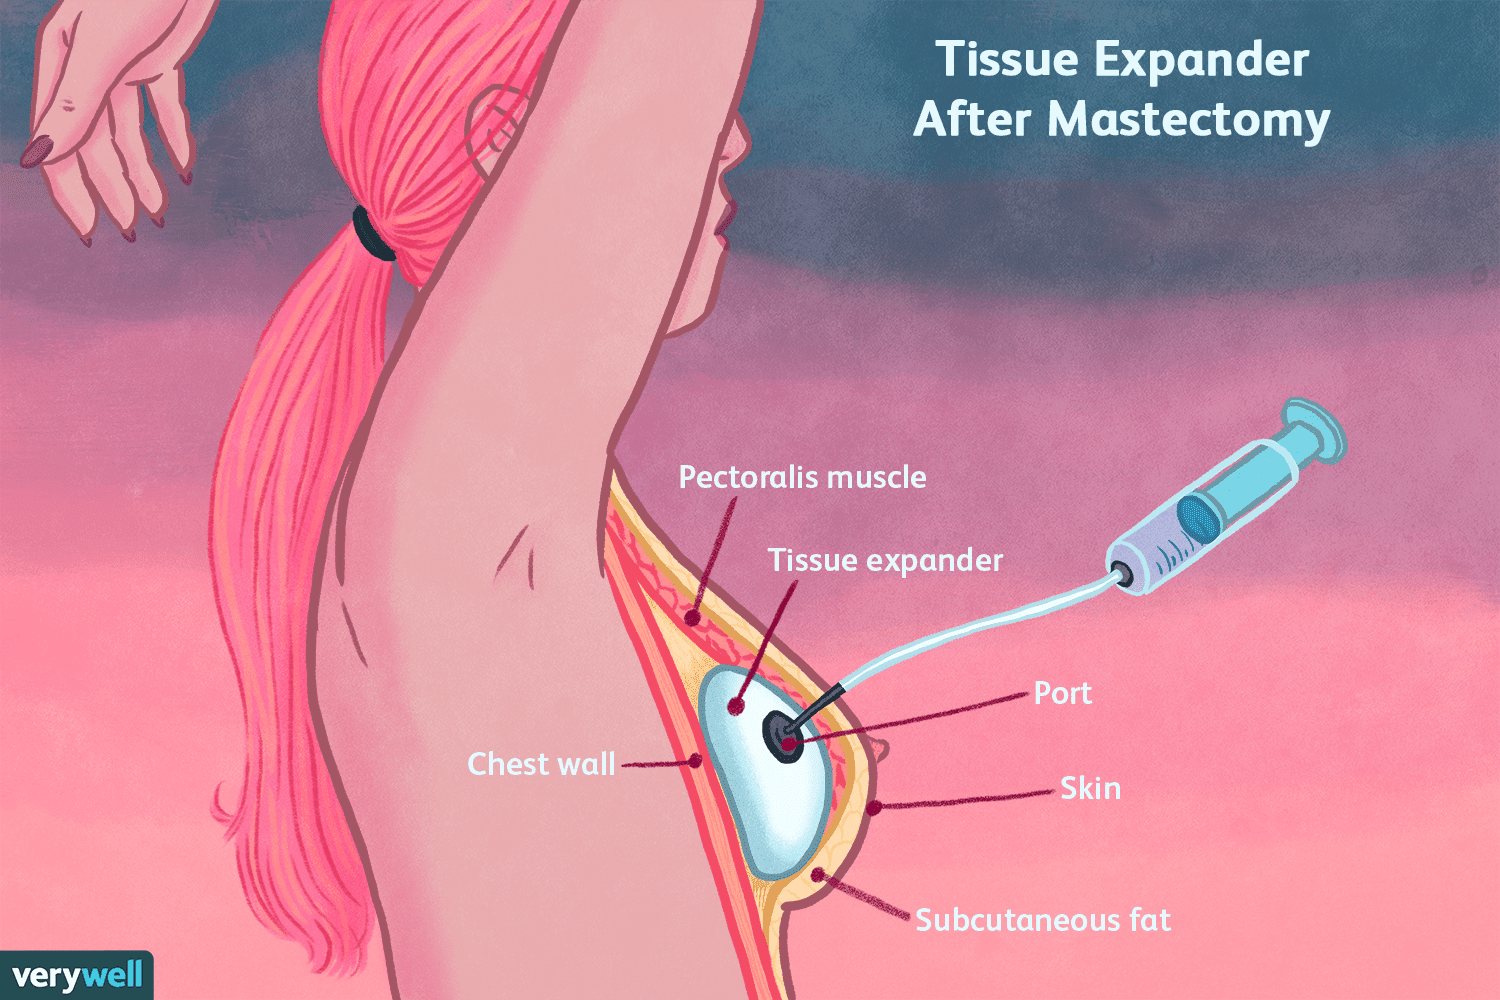 Tissue Expander
After Mastectomy
Pectoralis muscle
Tissue expander
Port
Chest wall
Skin
Subcutaneous fat
verywell